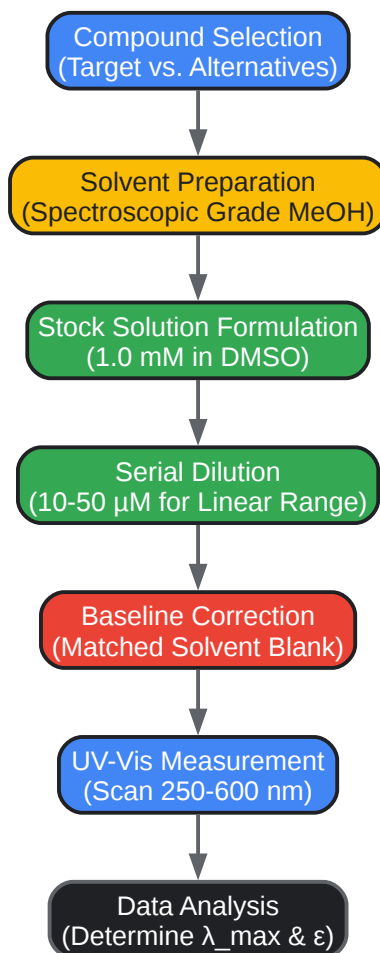 Compound Selection
(Target vs. Alternatives)
Solvent Preparation
(Spectroscopic Grade MeOH)
Stock Solution Formulation
(1.0 mM in DMSO)
Serial Dilution
(10-50 µM for Linear Range)
Baseline Correction
(Matched Solvent Blank)
UV-Vis Measurement
(Scan 250-600 nm)
Data Analysis
(Determine λ_max & ε)